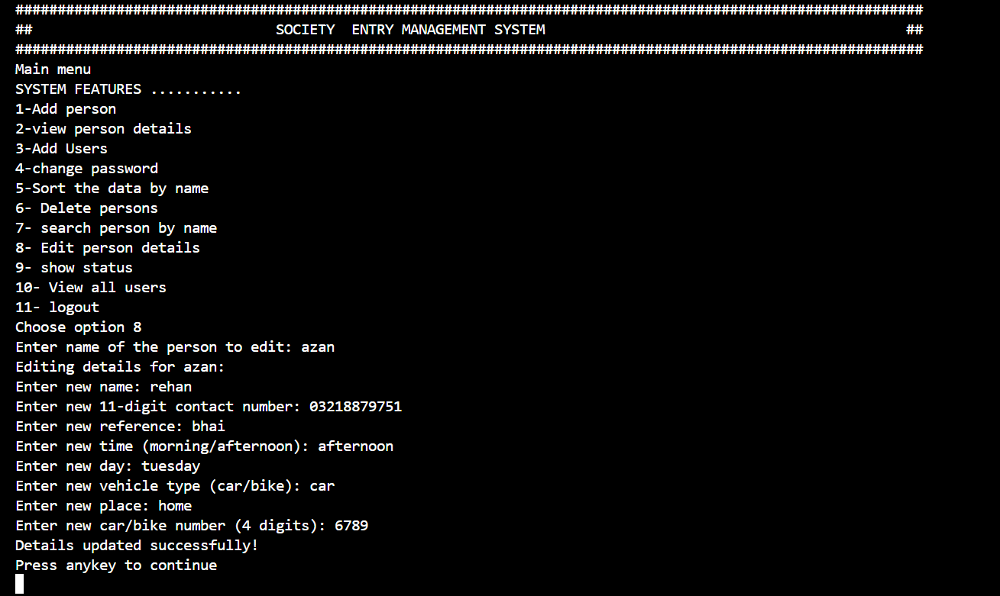 ############################################################################################################
##                             SOCIETY  ENTRY MANAGEMENT SYSTEM                                           ##
############################################################################################################
Main menu
SYSTEM FEATURES ...........
1-Add person
2-view person details
3-Add Users
4-change password
5-Sort the data by name
6- Delete persons
7- search person by name
8- Edit person details
9- show status
10- View all users
11- logout
Choose option 8
Enter name of the person to edit: azan
Editing details for azan:
Enter new name: rehan
Enter new 11-digit contact number: 03218879751
Enter new reference: bhai
Enter new time (morning/afternoon): afternoon
Enter new day: tuesday
Enter new vehicle type (car/bike): car
Enter new place: home
Enter new car/bike number (4 digits): 6789
Details updated successfully!
Press anykey to continue